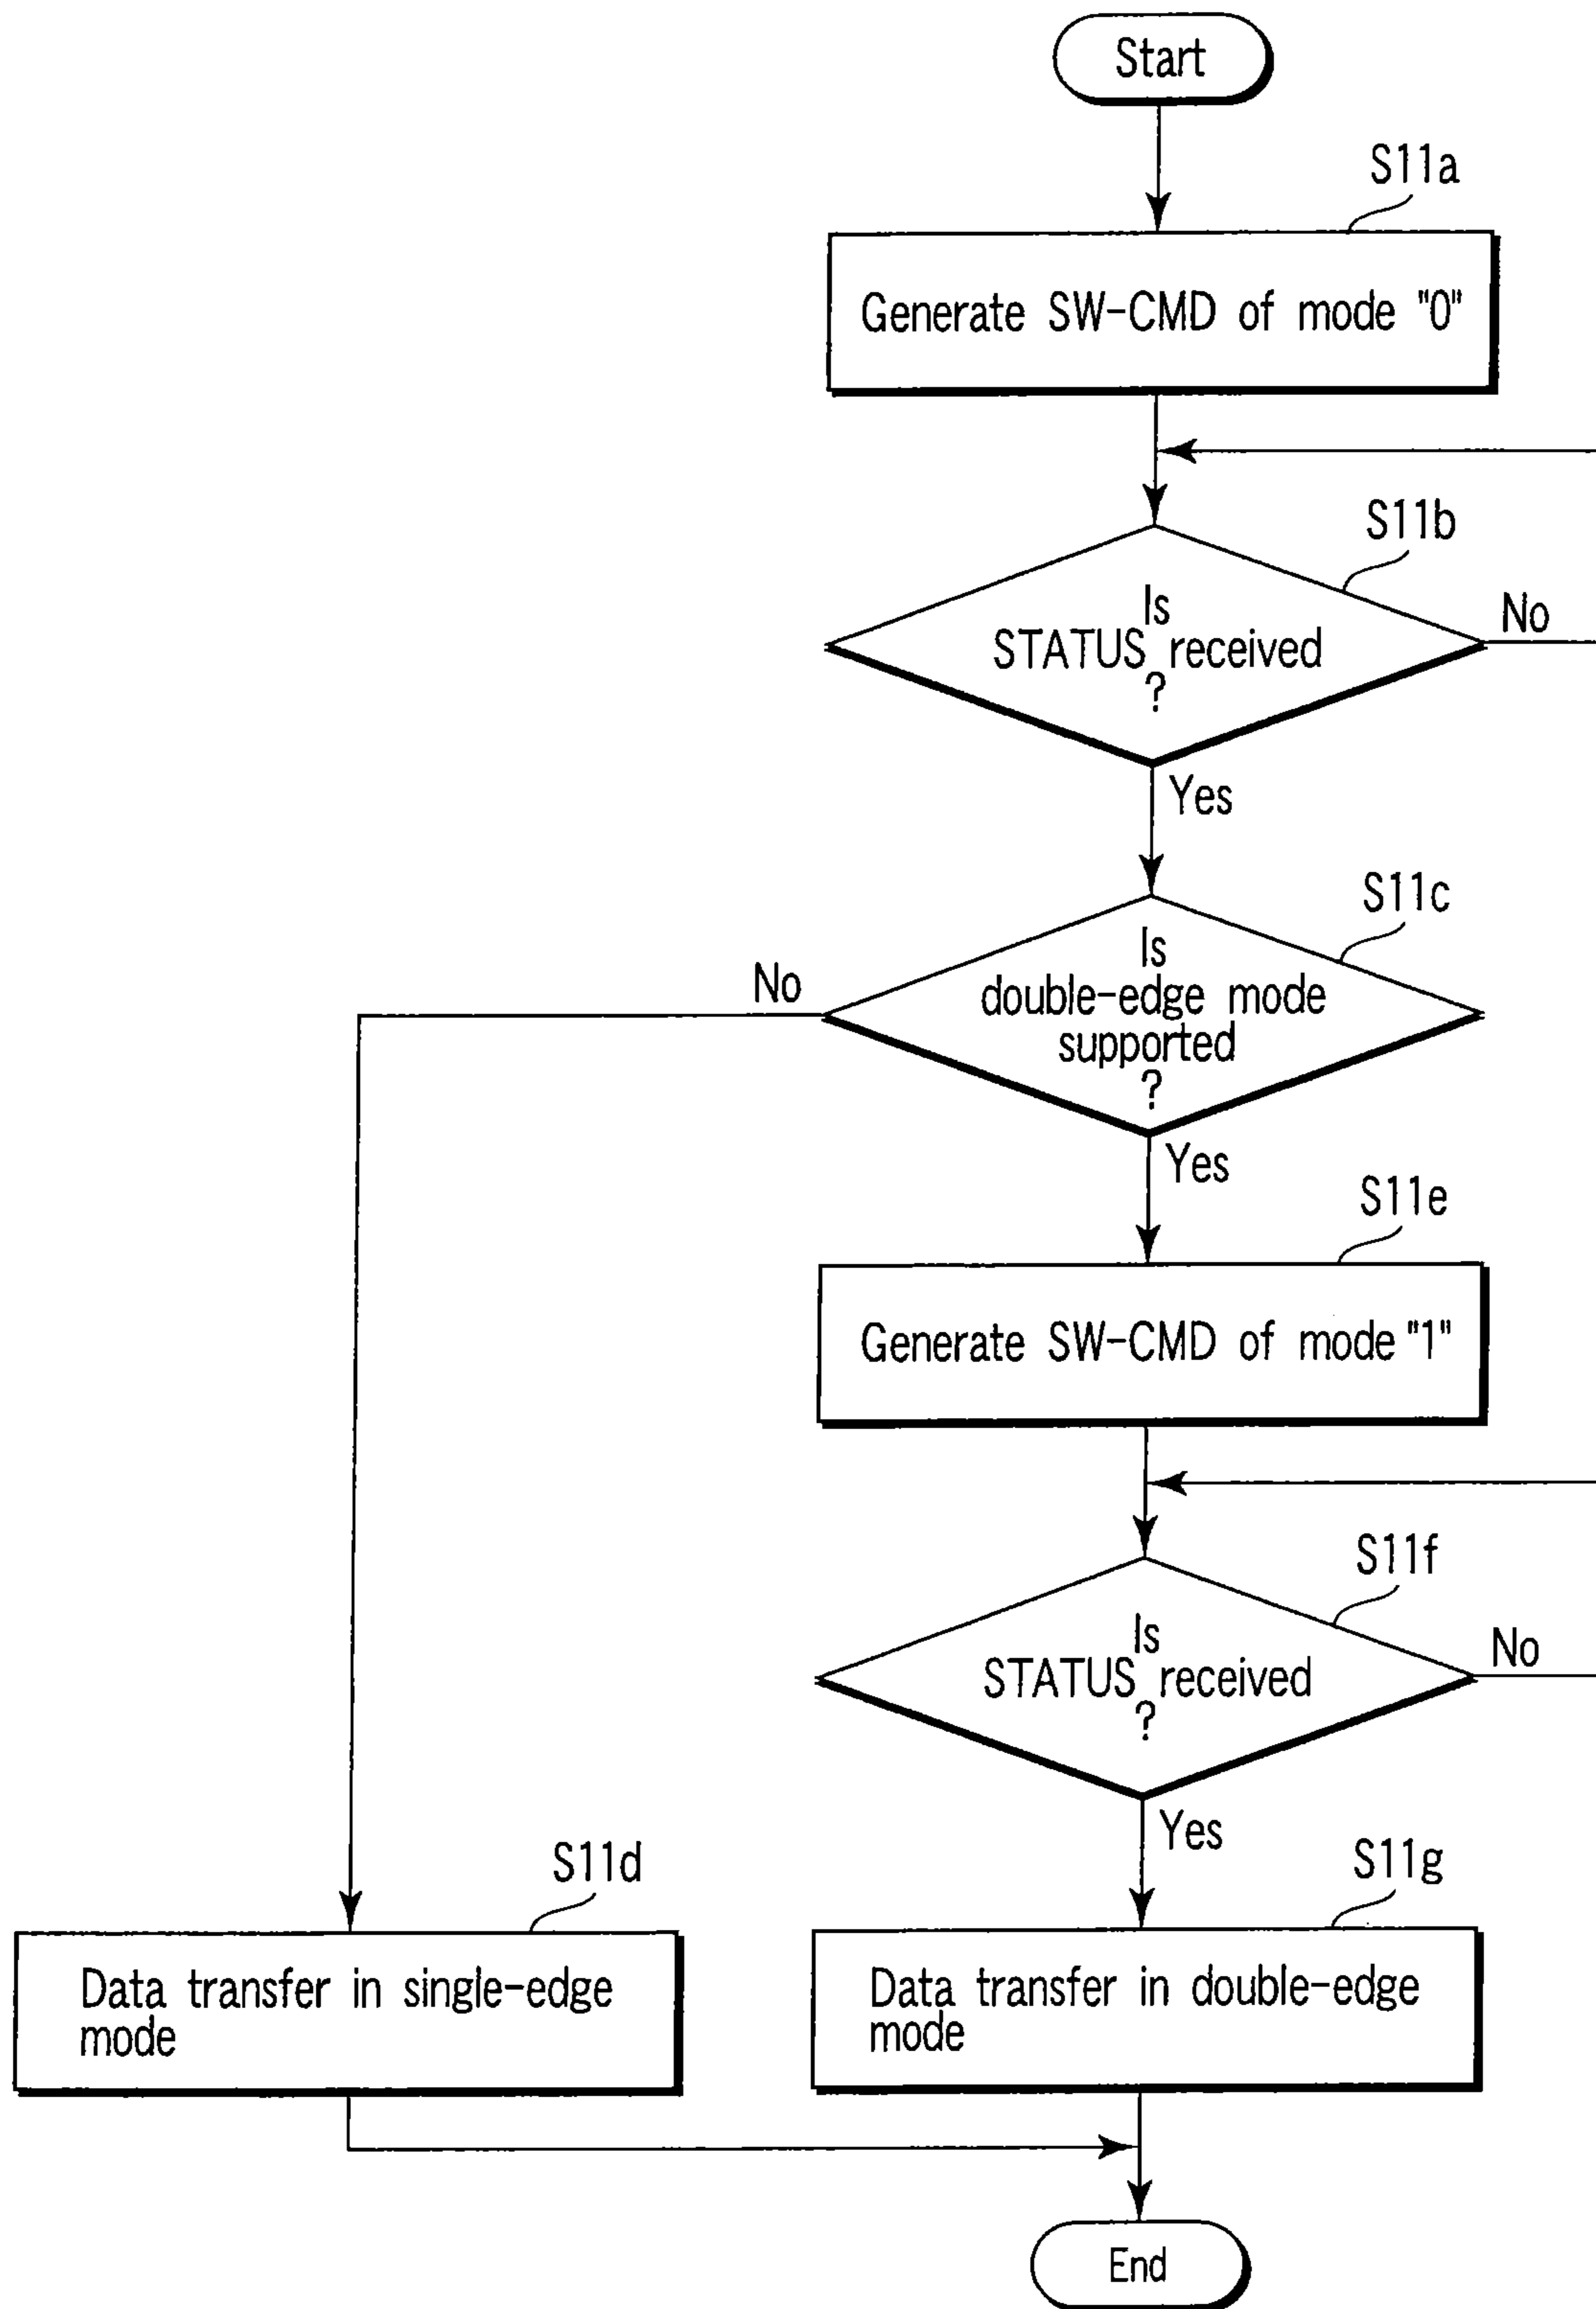 Start
S11a
Generate SW-CMD of mode "0"
S11b
Is
STATUS received
?
No
Yes
S11c
Is
double-edge mode
supported
?
No
Yes
S11e
Generate SW-CMD of mode "1"
S11f
Is
STATUS received
?
No
Yes
S11d
Data transfer in single-edge
mode
S11g
Data transfer in double-edge
mode
End